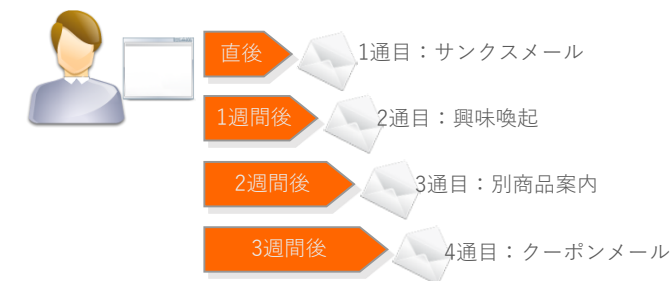 直後
1通目：サンクスメール
1週間後
2通目：興味喚起
2週間後
3通目：別商品案内
3週間後
4通目：クーポンメール